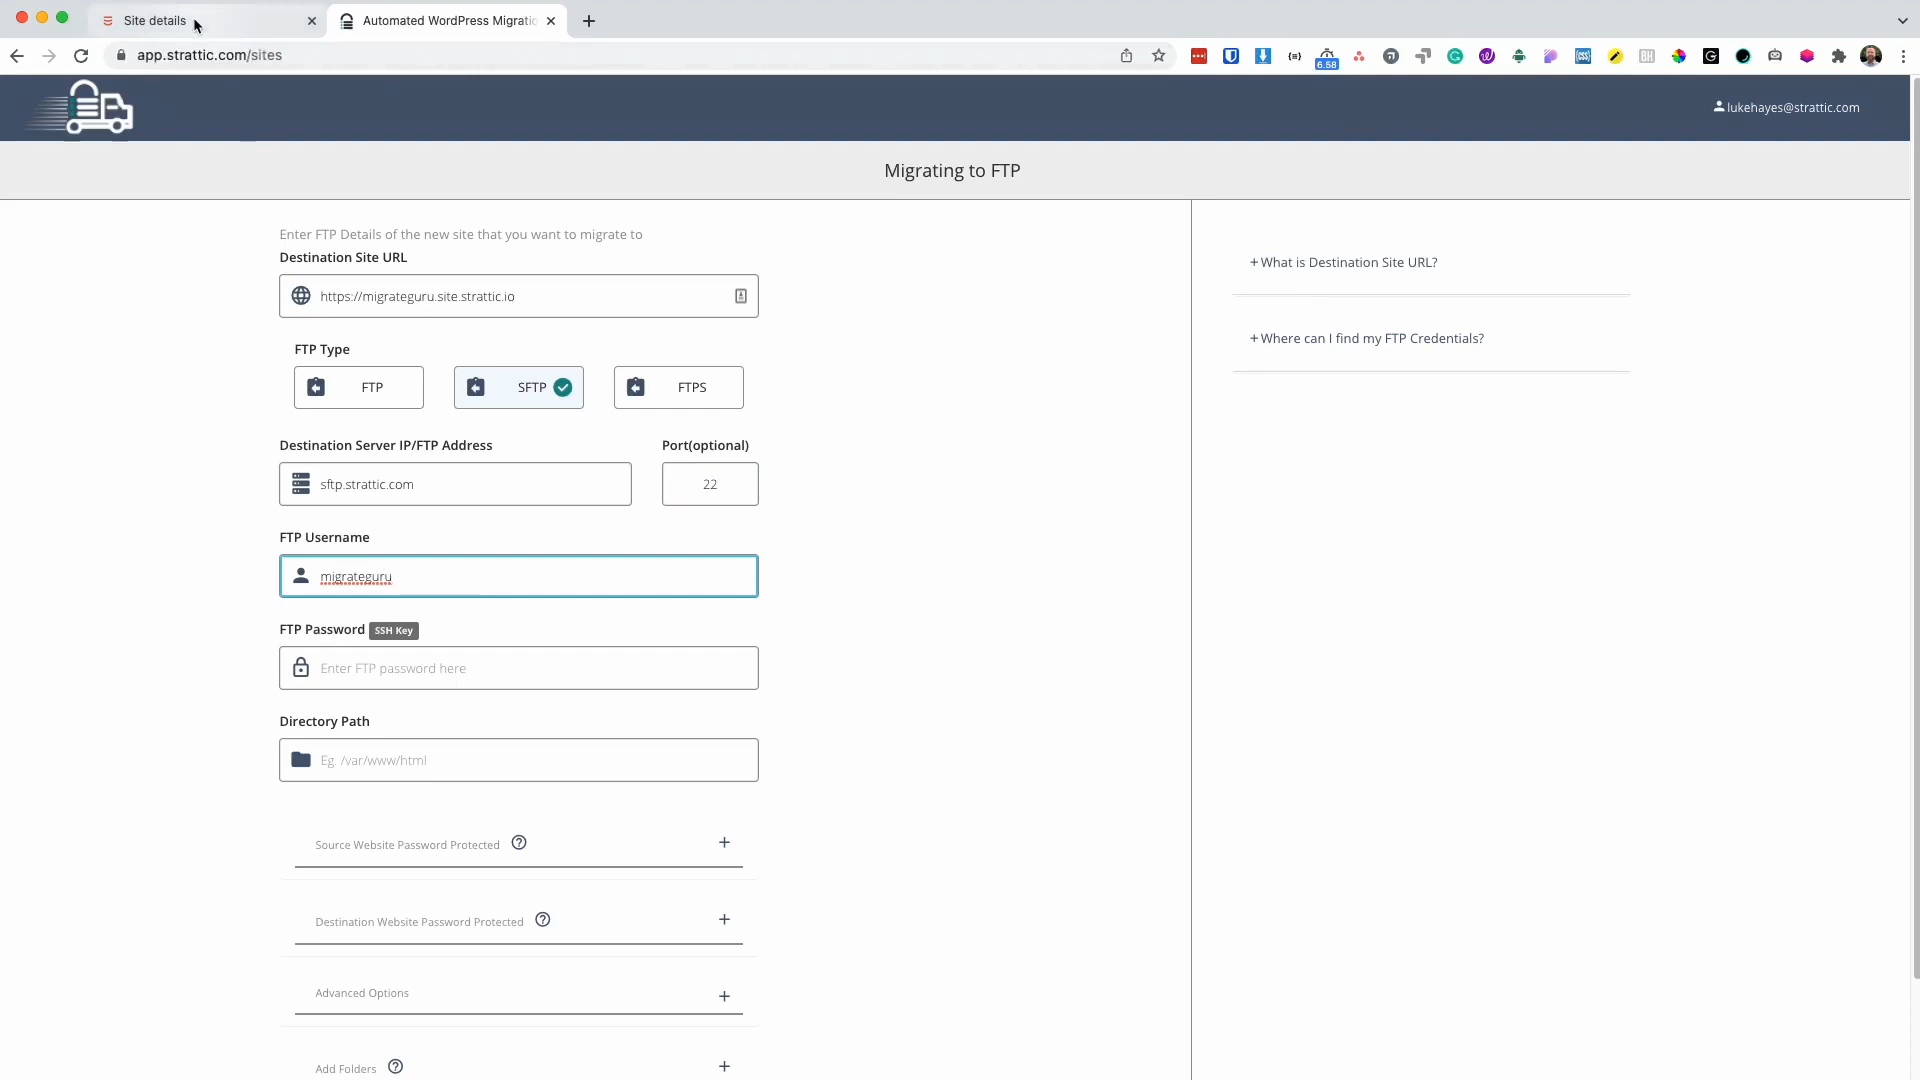 Site details
Automated WordPress Migratio
app.strattic.com/sites
6.58
lukehayes@strattic.com
Migrating to FTP
Enter FTP Details of the new site that you want to migrate to
Destination Site URL
https://migrateguru.site.strattic.io
FTP Type
FTP
SFTP
FTPS
Destination Server IP/FTP Address
Port(optional)
sftp.strattic.com
22
FTP Username
migrateguru
FTP Password SSH Key
Enter FTP password here
Directory Path
Eg. /var/www/html
Source Website Password Protected ?
+
Destination Website Password Protected ?
+
Advanced Options
+
Add Folders ?
+
+ What is Destination Site URL?
+ Where can I find my FTP Credentials?